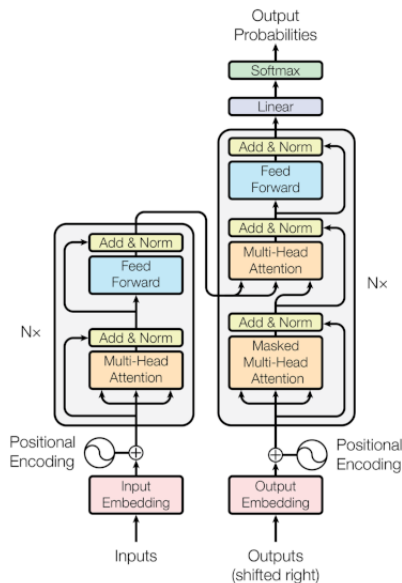 Output
Probabilities
Softmax
Linear
Add & Norm
Feed
Forward
Add & Norm
Multi-Head
Attention
Add & Norm
Masked
Multi-Head
Attention
N×
Add & Norm
Feed
Forward
Add & Norm
Multi-Head
Attention
N×
Positional
Encoding
Positional
Encoding
Input
Embedding
Output
Embedding
Inputs
Outputs
(shifted right)